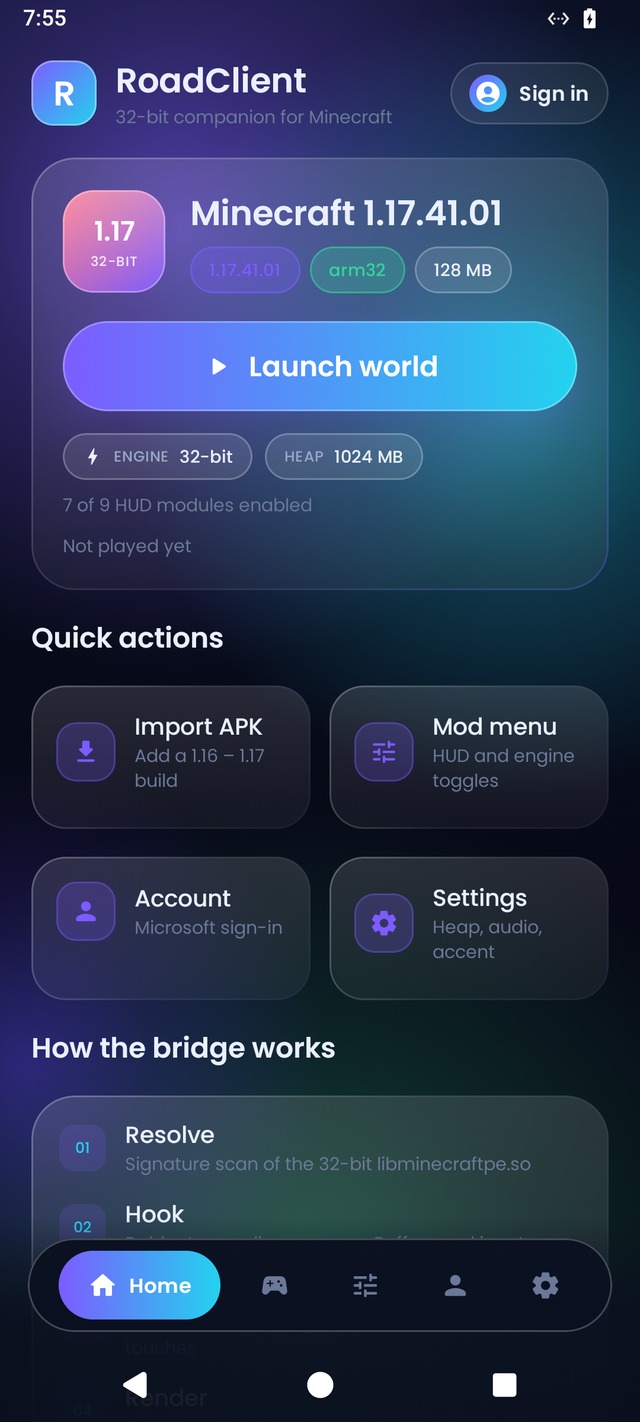 7:55
R
RoadClient
32-bit companion for Minecraft
Sign in
1.17
32-BIT
Minecraft 1.17.41.01
1.17.41.01
arm32
128 MB
Launch world
ENGINE 32-bit
HEAP 1024 MB
7 of 9 HUD modules enabled
Not played yet
Quick actions
Import APK
Add a 1.16 – 1.17
build
Mod menu
HUD and engine
toggles
Account
Microsoft sign-in
Settings
Heap, audio,
accent
How the bridge works
01
Resolve
Signature scan of the 32-bit libminecraftpe.so
02
Hook
Home
touches
04
Render